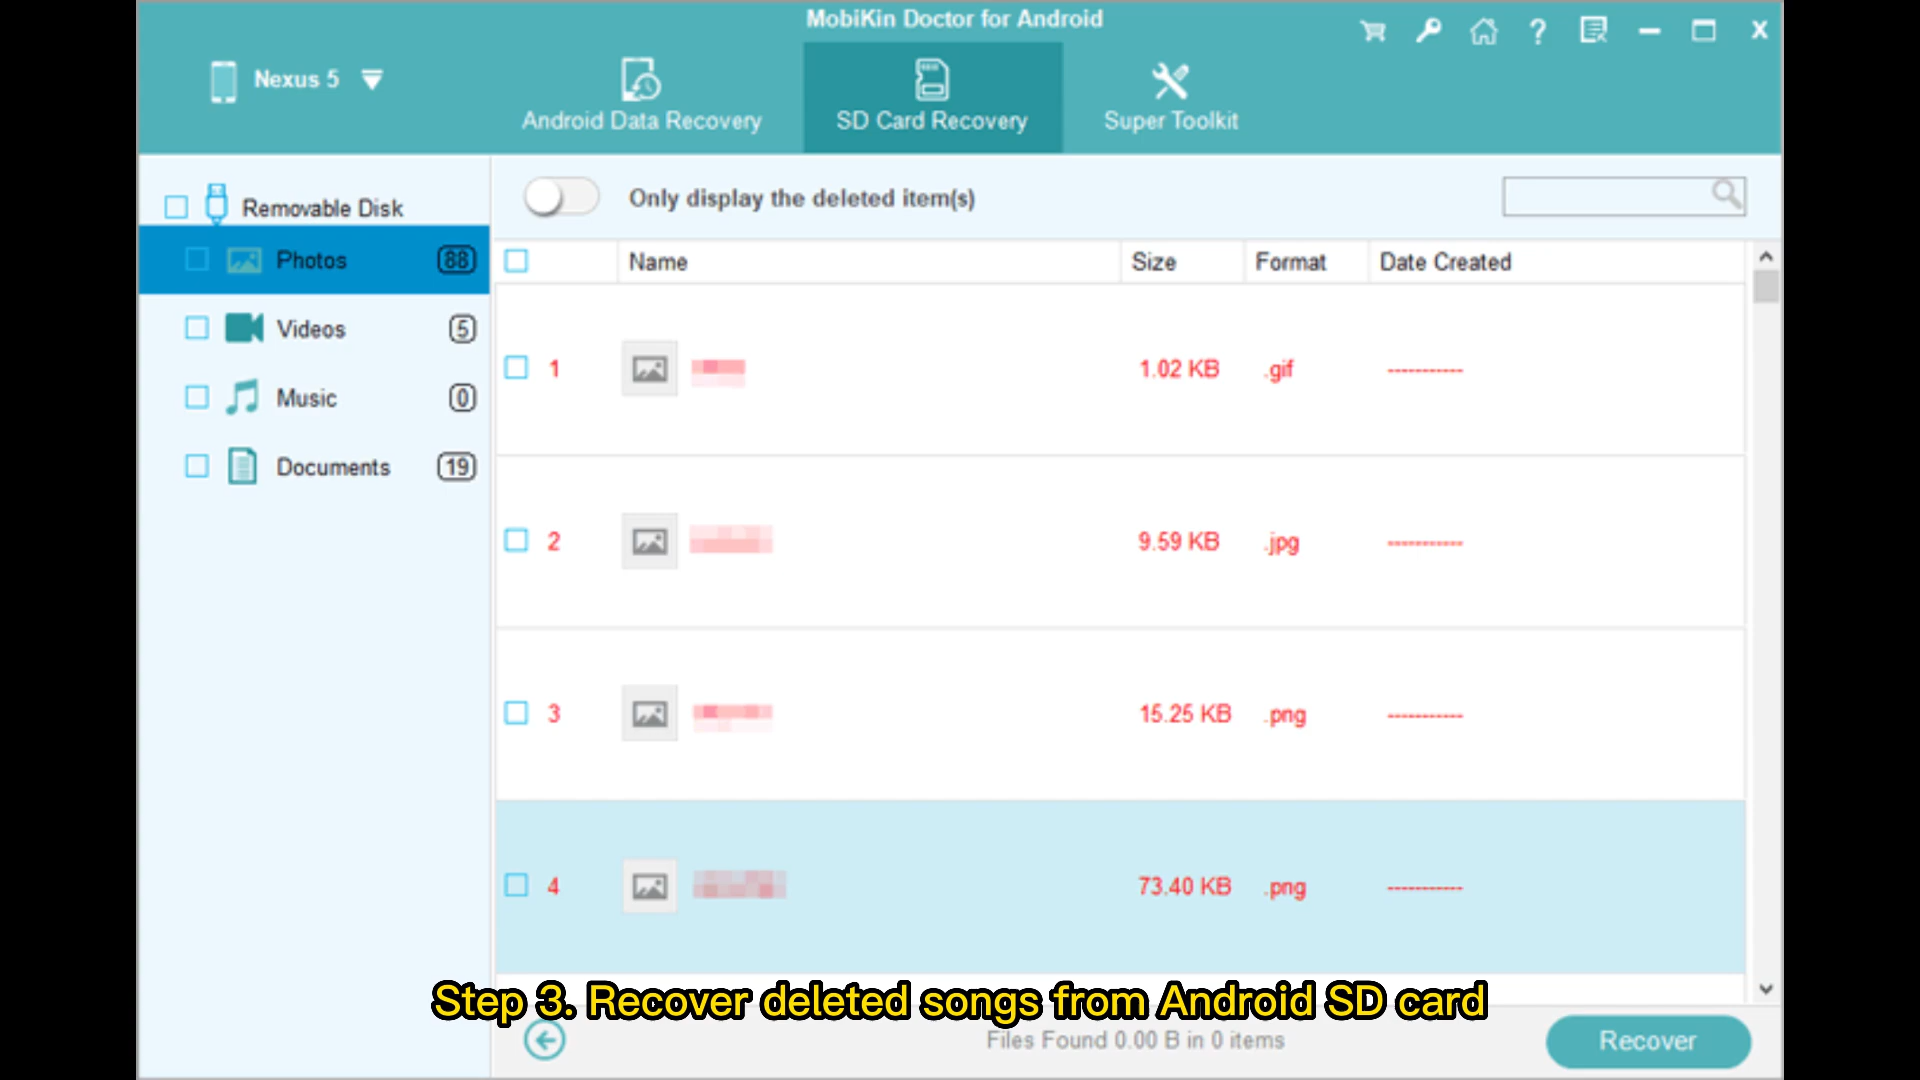 MobiKin Doctor for Android
Nexus 5
Android Data Recovery
SD Card Recovery
Super Toolkit
Removable Disk
Photos 88
Videos 5
Music 0
Documents 19
Only display the deleted item(s)
Name Size Format Date Created
1 1.02 KB .gif -----------
2 9.59 KB .jpg -----------
3 15.25 KB .png -----------
4 73.40 KB .png -----------
Step 3. Recover deleted songs from Android SD card
Files Found 0.00 B in 0 items
Recover